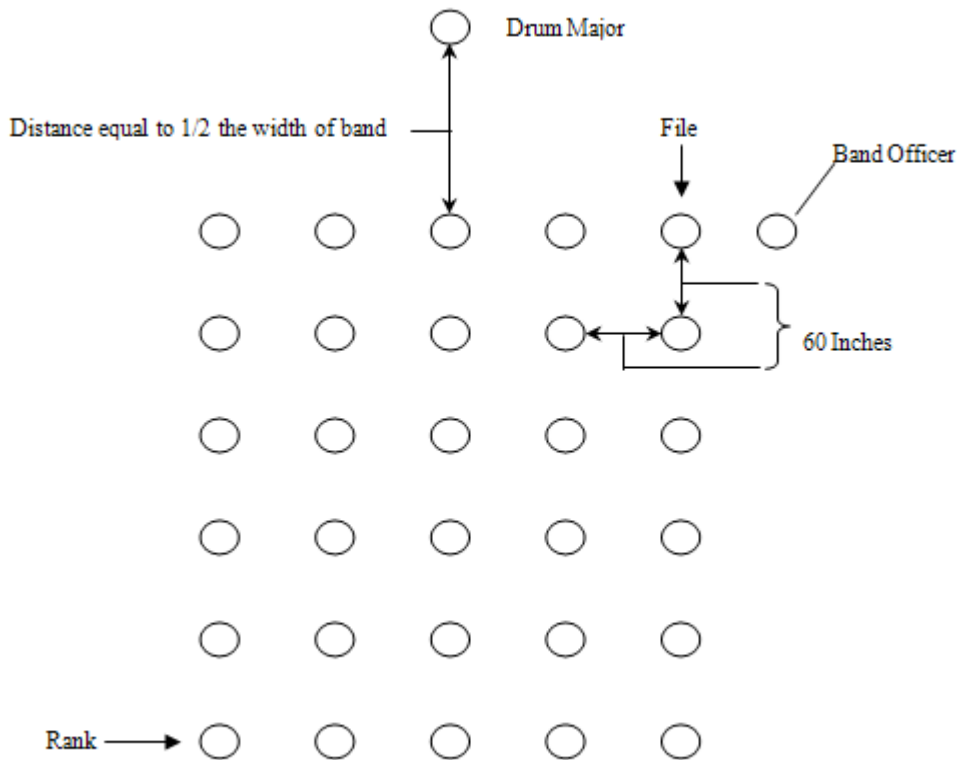 Drum Major
Distance equal to 1/2 the width of band
File
Band Officer
60 Inches
Rank